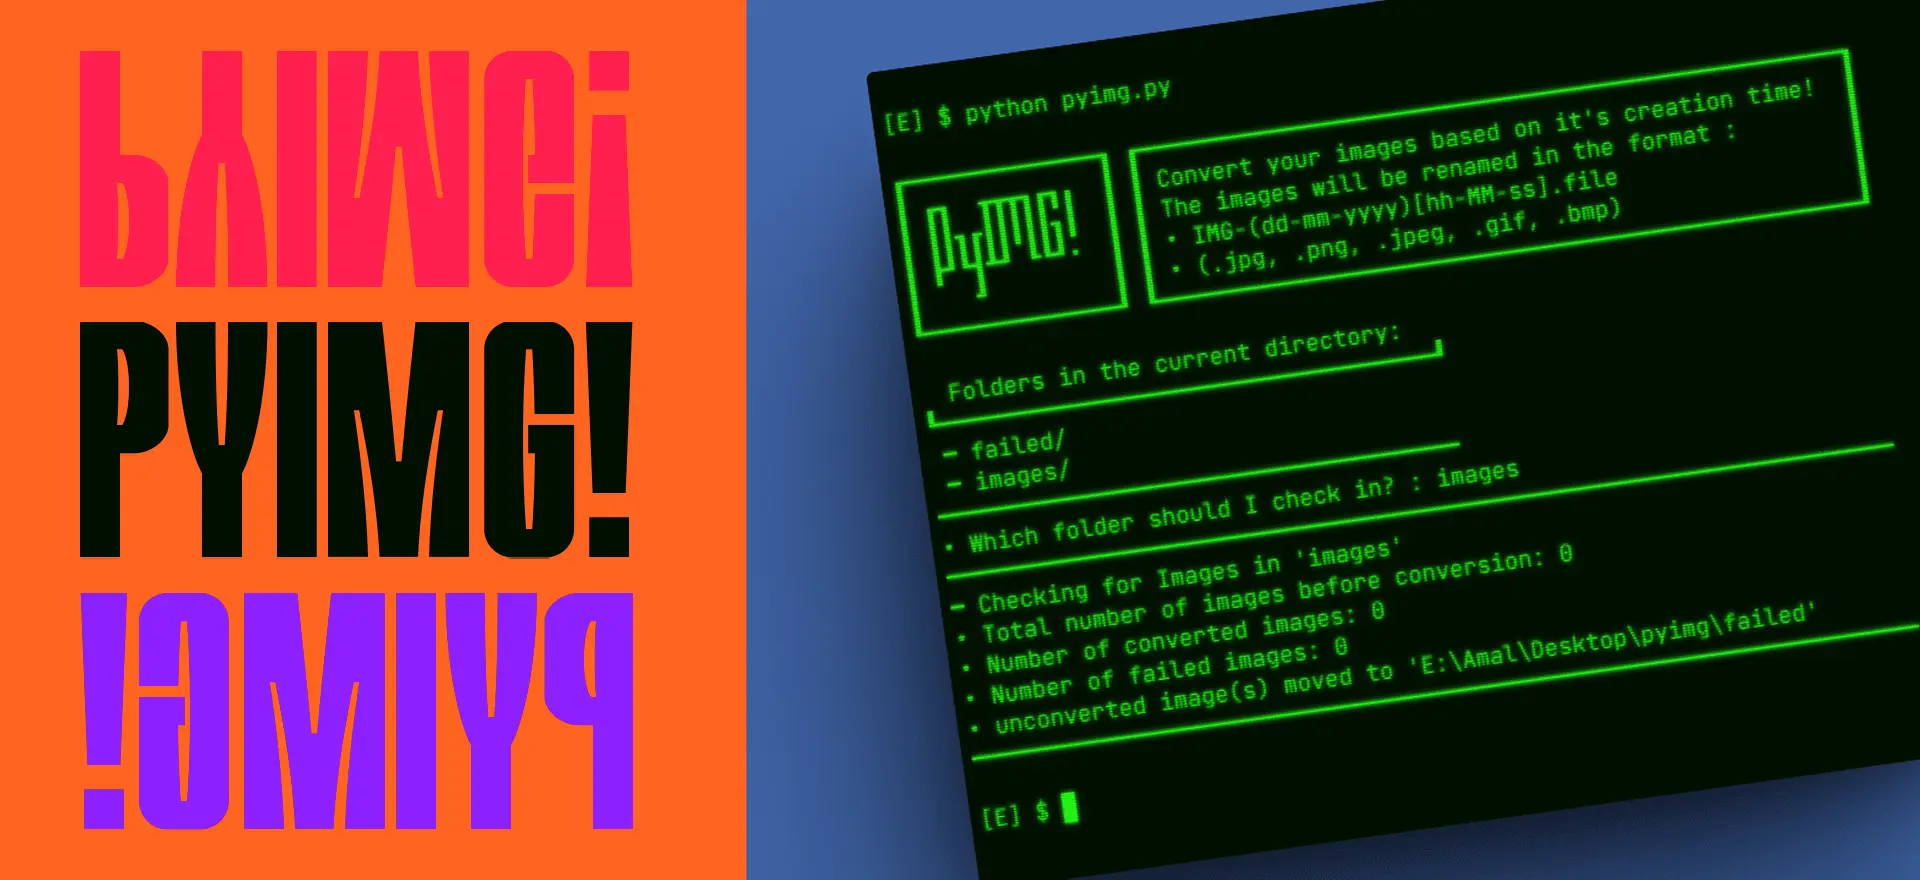 PYIMG!
PYIMG!
PYIMG!
[E] $ python pyimg.py
PyIMG!
Convert your images based on it's creation time!
The images will be renamed in the format :
• IMG-(dd-mm-yyyy)[hh-MM-ss].file
• (.jpg, .png, .jpeg, .gif, .bmp)
Folders in the current directory:
— failed/
— images/
• Which folder should I check in? : images
— Checking for Images in 'images'
• Total number of images before conversion: 0
• Number of converted images: 0
• Number of failed images: 0
• unconverted image(s) moved to 'E:\Amal\Desktop\pyimg\failed'
[E] $